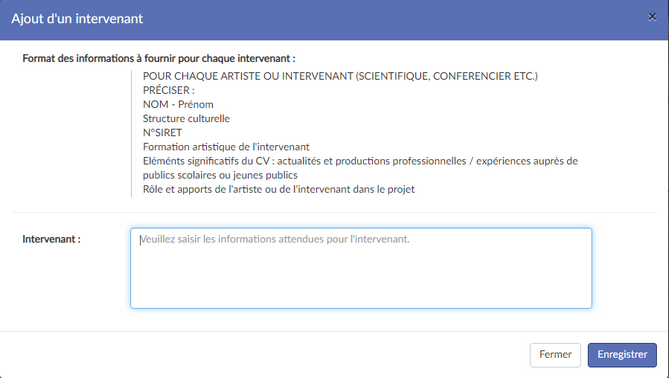 Ajout d'un intervenant
×
Format des informations à fournir pour chaque intervenant :
POUR CHAQUE ARTISTE OU INTERVENANT (SCIENTIFIQUE, CONFERENCIER ETC.)
PRÉCISER :
NOM - Prénom
Structure culturelle
N°SIRET
Formation artistique de l'intervenant
Eléments significatifs du CV : actualités et productions professionnelles / expériences auprès de
publics scolaires ou jeunes publics
Rôle et apports de l'artiste ou de l'intervenant dans le projet
Intervenant :
Veuillez saisir les informations attendues pour l'intervenant.
Fermer
Enregistrer